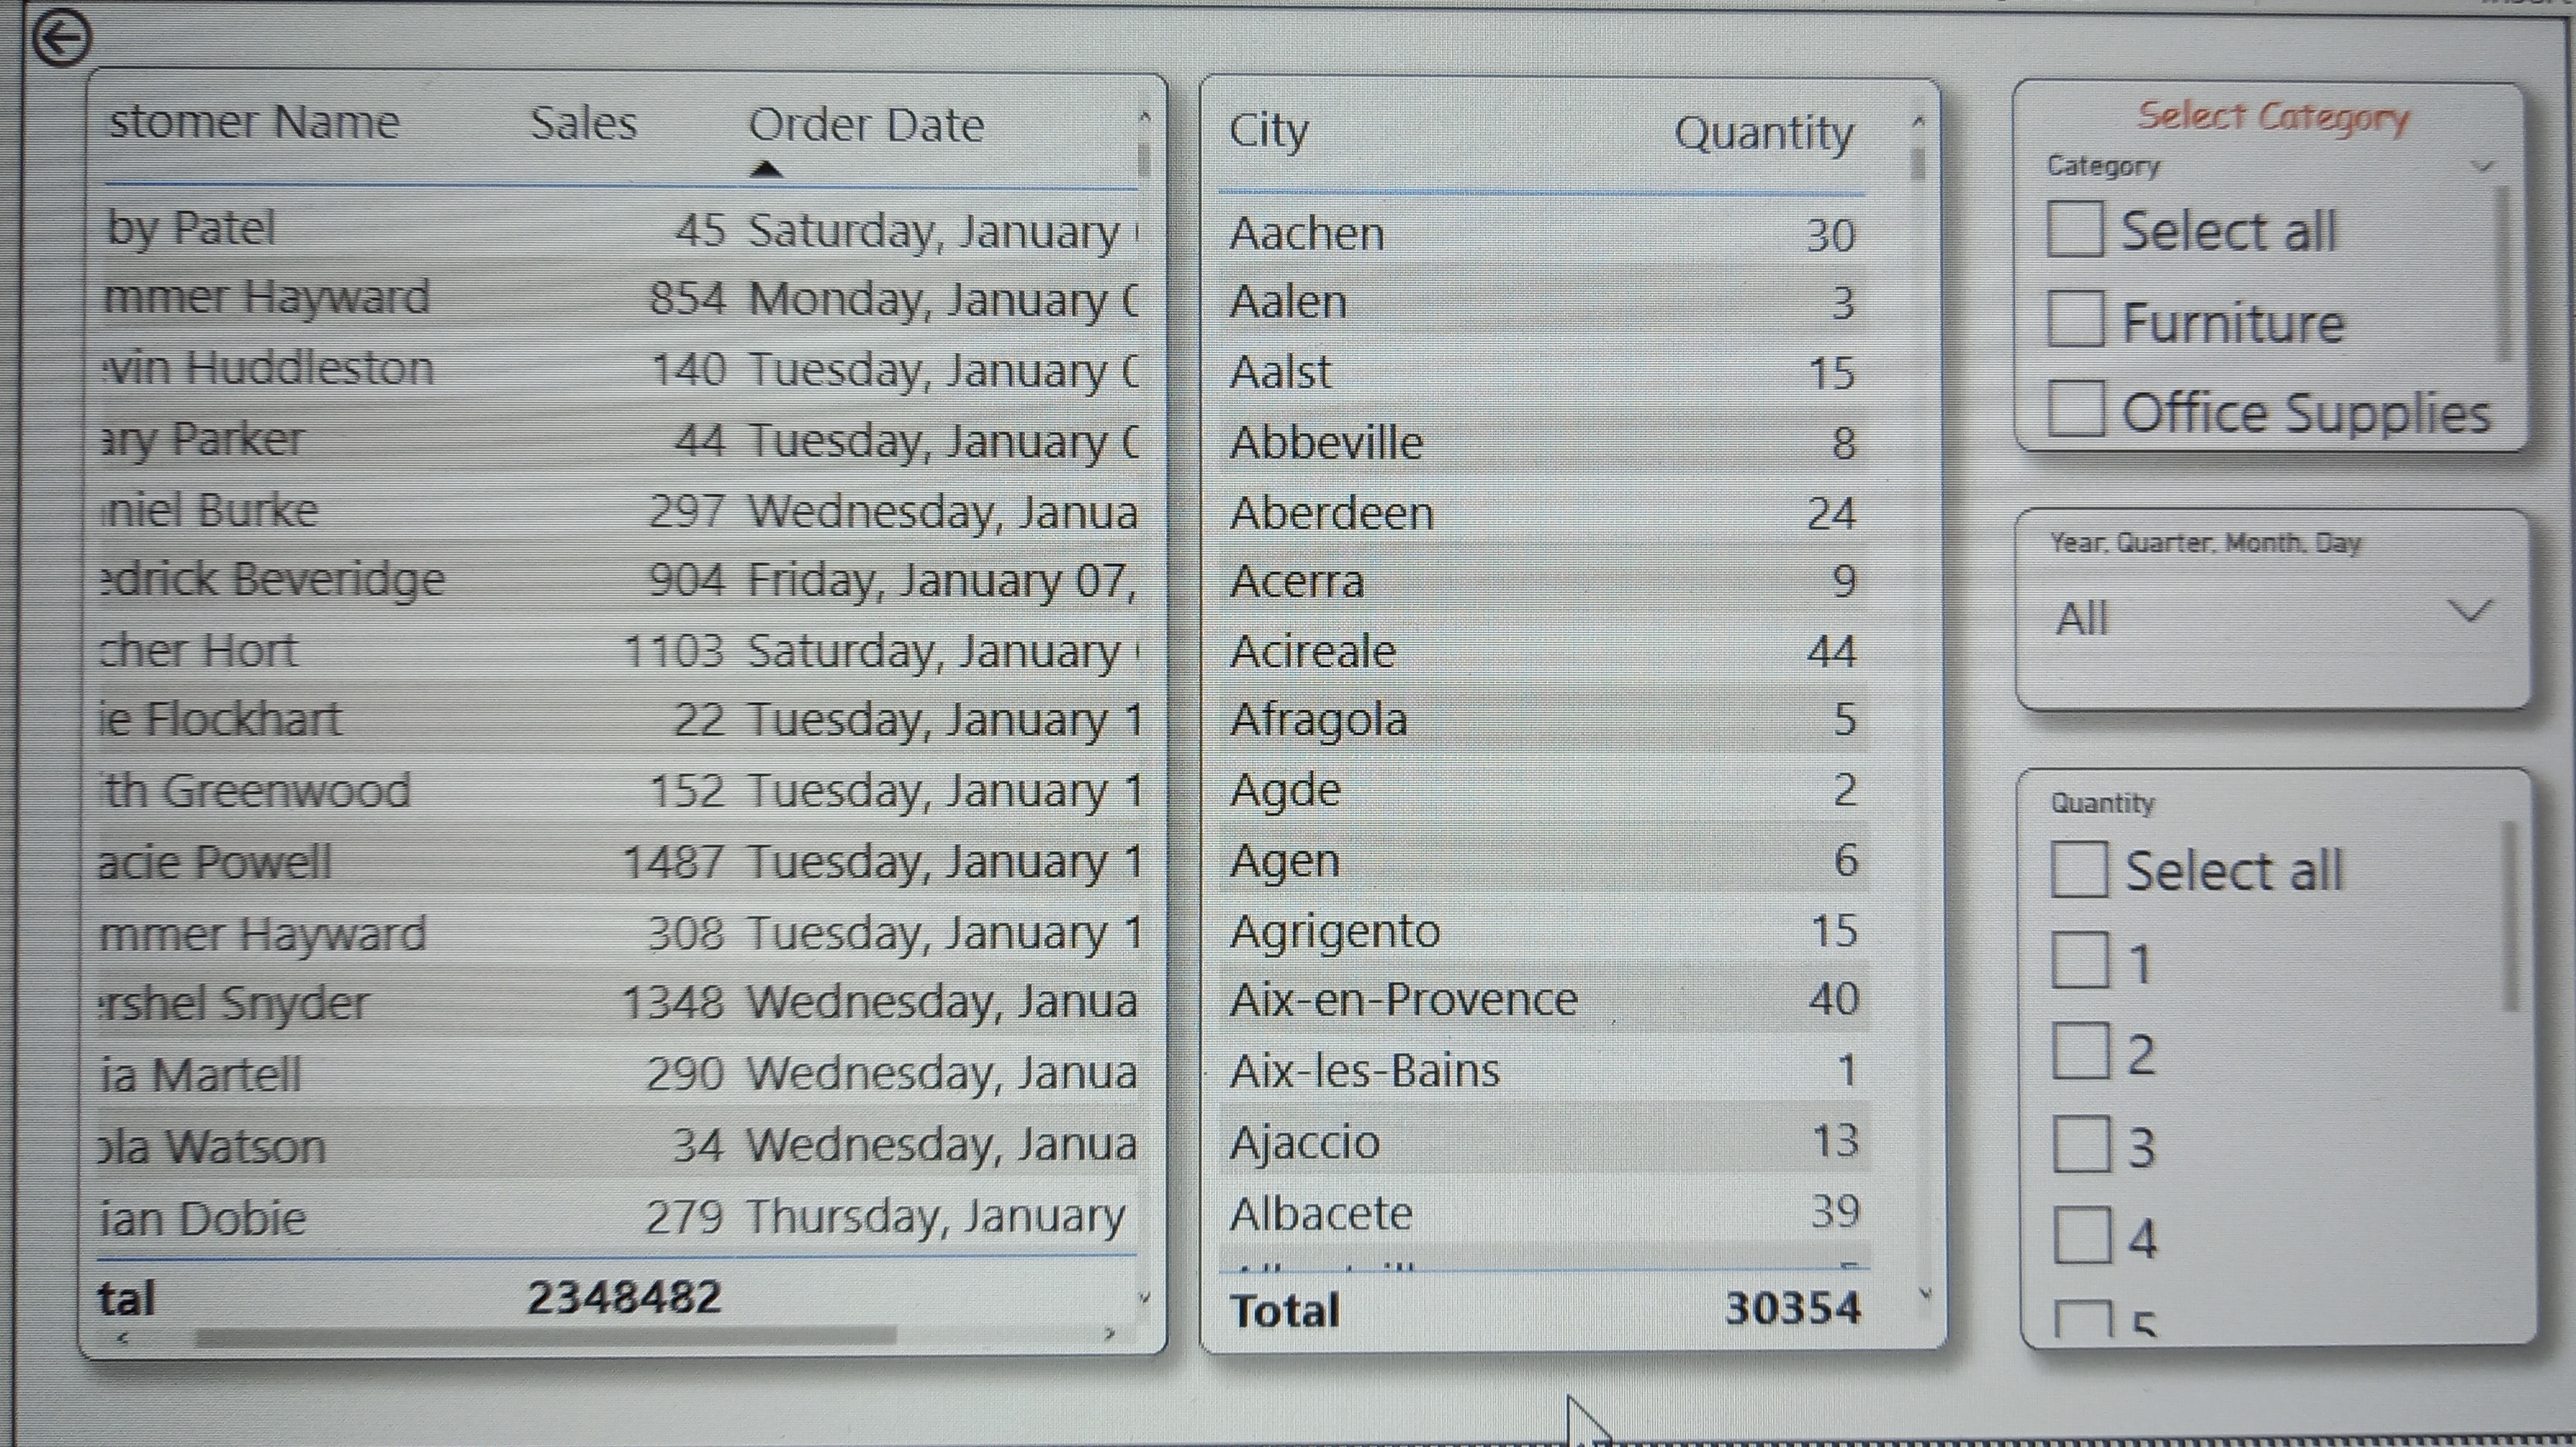 stomer Name Sales Order Date
by Patel 45 Saturday, January
mmer Hayward 854 Monday, January
vin Huddleston 140 Tuesday, January
ary Parker 44 Tuesday, January
niel Burke 297 Wednesday, Janua
edrick Beveridge 904 Friday, January 07,
cher Hort 1103 Saturday, January
ie Flockhart 22 Tuesday, January 1
th Greenwood 152 Tuesday, January 1
acie Powell 1487 Tuesday, January 1
mmer Hayward 308 Tuesday, January 1
rshel Snyder 1348 Wednesday, Janua
ia Martell 290 Wednesday, Janua
ola Watson 34 Wednesday, Janua
ian Dobie 279 Thursday, January
tal 2348482
City Quantity
Aachen 30
Aalen 3
Aalst 15
Abbeville 8
Aberdeen 24
Acerra 9
Acireale 44
Afragola 5
Agde 2
Agen 6
Agrigento 15
Aix-en-Provence 40
Aix-les-Bains 1
Ajaccio 13
Albacete 39
Total 30354
Select Category
Category
Select all
Furniture
Office Supplies
Year, Quarter, Month, Day
All
Quantity
Select all
1
2
3
4
5